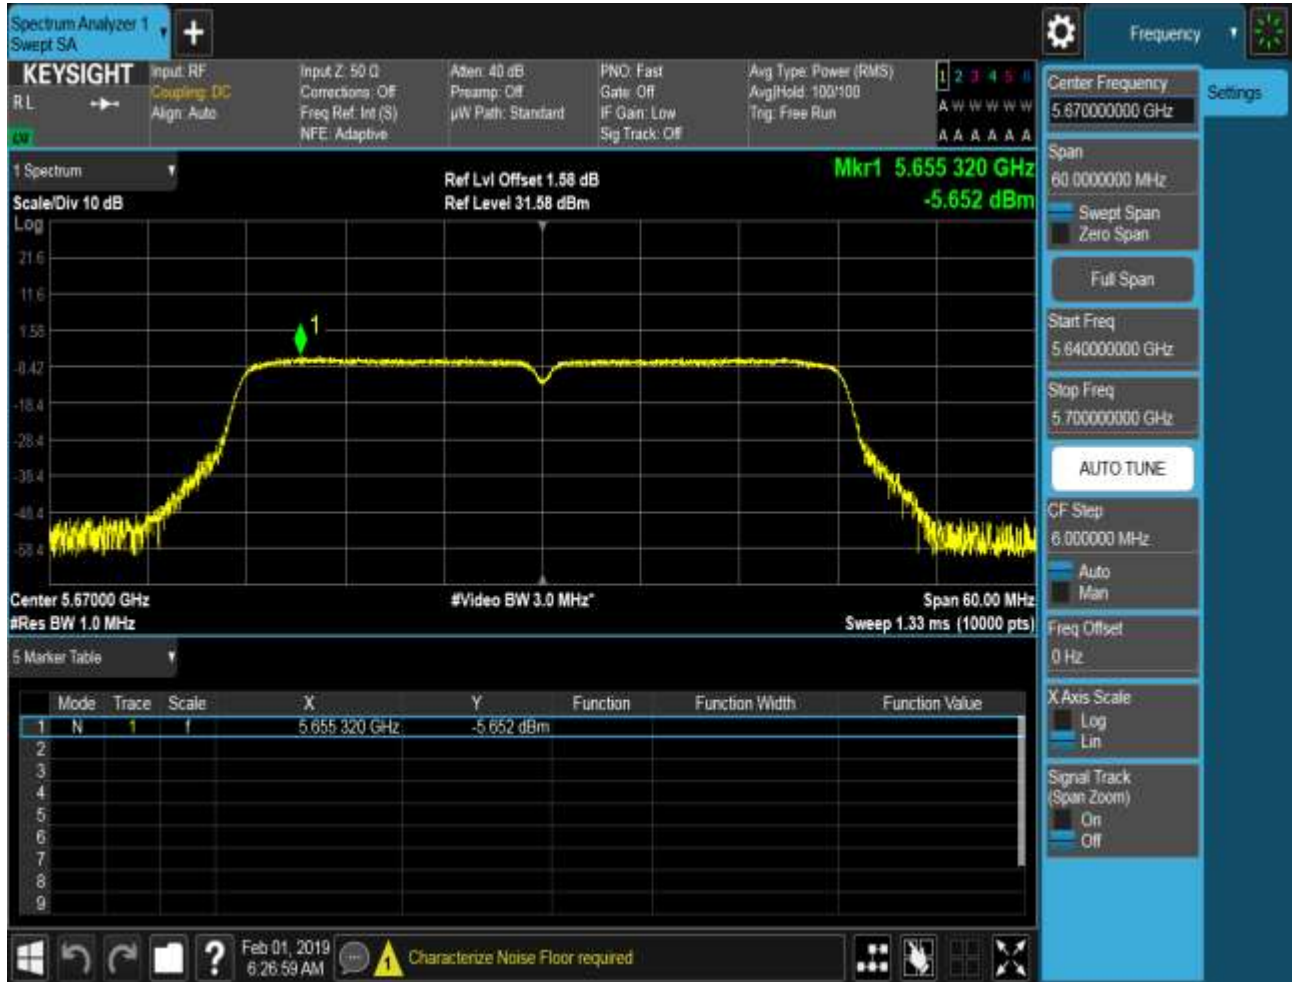 Spectrum Analyzer 1
Swept SA
Frequency
KEYSIGHT
RL
Input: RF
Coupling: DC
Align: Auto
Input Z: 50 Ω
Corrections: Off
Freq Ref: Int (S)
NFE: Adaptive
Atten: 40 dB
Preamp: Off
µW Path: Standard
PNO: Fast
Gate: Off
IF Gain: Low
Sig Track: Off
Avg Type: Power (RMS)
Avg|Hold: 100/100
Trig: Free Run
1 2 3 4 5 6
A W W W W W
A A A A A A
1 Spectrum
Scale/Div 10 dB
Ref Lvl Offset 1.58 dB
Ref Level 31.58 dBm
Mkr1 5.655 320 GHz
-5.652 dBm
Log
21.6
11.6
1.58
-8.42
-18.4
-28.4
-38.4
-48.4
-58.4
1
Center 5.67000 GHz
#Res BW 1.0 MHz
#Video BW 3.0 MHz*
Span 60.00 MHz
Sweep 1.33 ms (10000 pts)
5 Marker Table
Mode Trace Scale X Y Function Function Width Function Value
1 N 1 f 5.655 320 GHz -5.652 dBm
2
3
4
5
6
7
8
9
Feb 01, 2019
6:26:59 AM
?
1
Characterize Noise Floor required
Center Frequency
5.670000000 GHz
Settings
Span
60.0000000 MHz
Swept Span
Zero Span
Full Span
Start Freq
5.640000000 GHz
Stop Freq
5.700000000 GHz
AUTO TUNE
CF Step
6.000000 MHz
Auto
Man
Freq Offset
0 Hz
X Axis Scale
Log
Lin
Signal Track
(Span Zoom)
On
Off